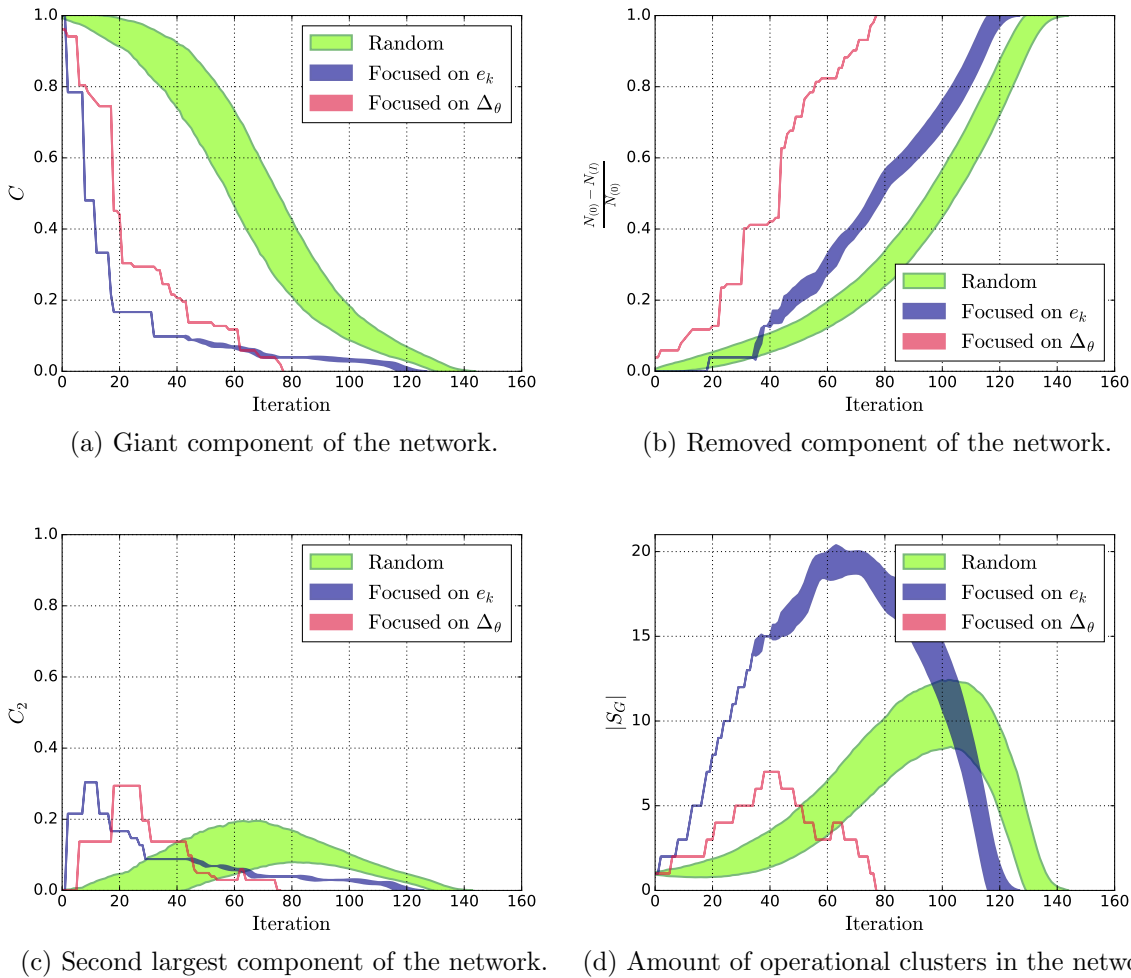 1.0
0.8
0.6
0.4
0.2
0.0
C
0 20 40 60 80 100 120 140 160
Iteration
Random
Focused on e_k
Focused on Δ_θ
(a) Giant component of the network.
1.0
0.8
0.6
0.4
0.2
0.0
N_(0) − N_(I)
N_(0)
0 20 40 60 80 100 120 140 160
Iteration
Random
Focused on e_k
Focused on Δ_θ
(b) Removed component of the network.
1.0
0.8
0.6
0.4
0.2
0.0
C_2
0 20 40 60 80 100 120 140 160
Iteration
Random
Focused on e_k
Focused on Δ_θ
(c) Second largest component of the network.
20
15
10
5
0
|S_G|
0 20 40 60 80 100 120 140 160
Iteration
Random
Focused on e_k
Focused on Δ_θ
(d) Amount of operational clusters in the netwo